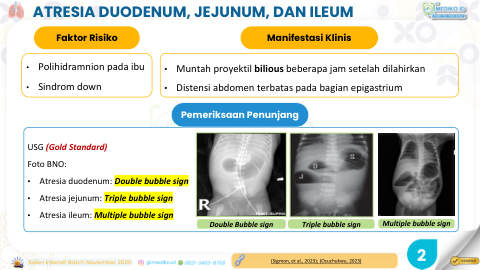 ATRESIA DUODENUM, JEJUNUM, DAN ILEUM
Faktor Risiko
• Polihidramnion pada ibu
• Sindrom down
Manifestasi Klinis
• Muntah proyektil bilious beberapa jam setelah dilahirkan
• Distensi abdomen terbatas pada bagian epigastrium
Pemeriksaan Penunjang
USG (Gold Standard)
Foto BNO:
• Atresia duodenum: Double bubble sign
• Atresia jejunum: Triple bubble sign
• Atresia ileum: Multiple bubble sign
R
Double Bubble sign
Triple bubble sign
Multiple bubble sign
2